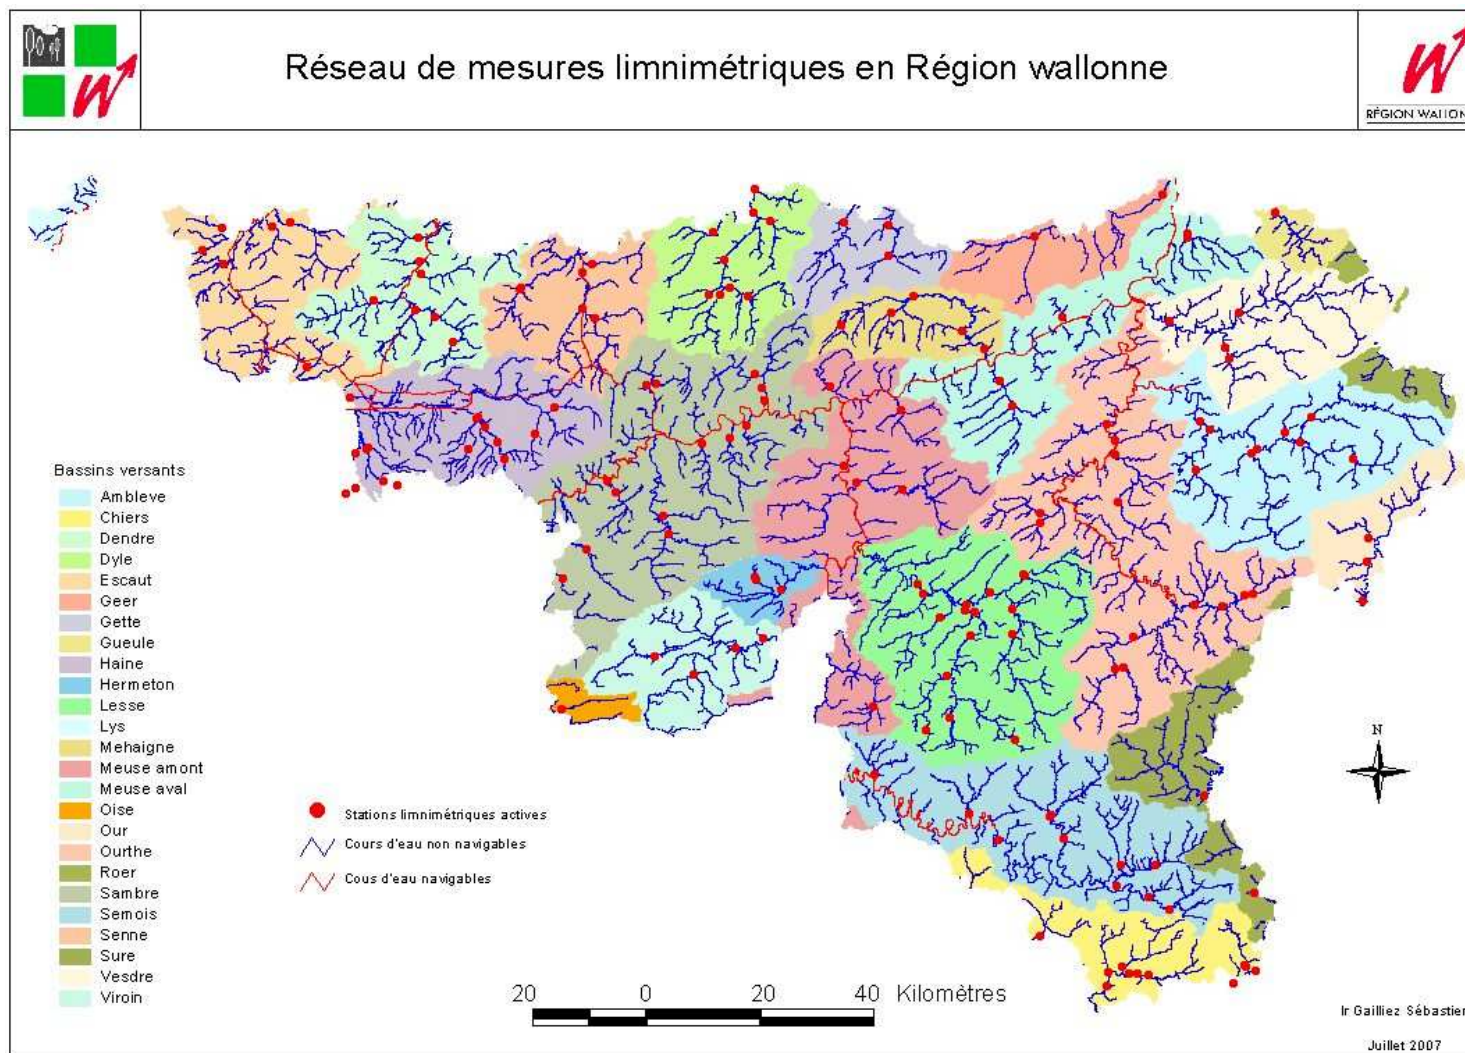 Réseau de mesures limnimétriques en Région wallonne
RÉGION WALLON
Bassins versants
Ambleve
Chiers
Dendre
Dyle
Escaut
Geer
Gette
Gueule
Haine
Hermeton
Lesse
Lys
Mehaigne
Meuse amont
Meuse aval
Oise
Our
Ourthe
Roer
Sambre
Semois
Senne
Sure
Vesdre
Viroin
Stations limnimétriques actives
Cours d'eau non navigables
Cous d'eau navigables
N
20 0 20 40 Kilomètres
Ir Gailliez Sébastien
Juillet 2007